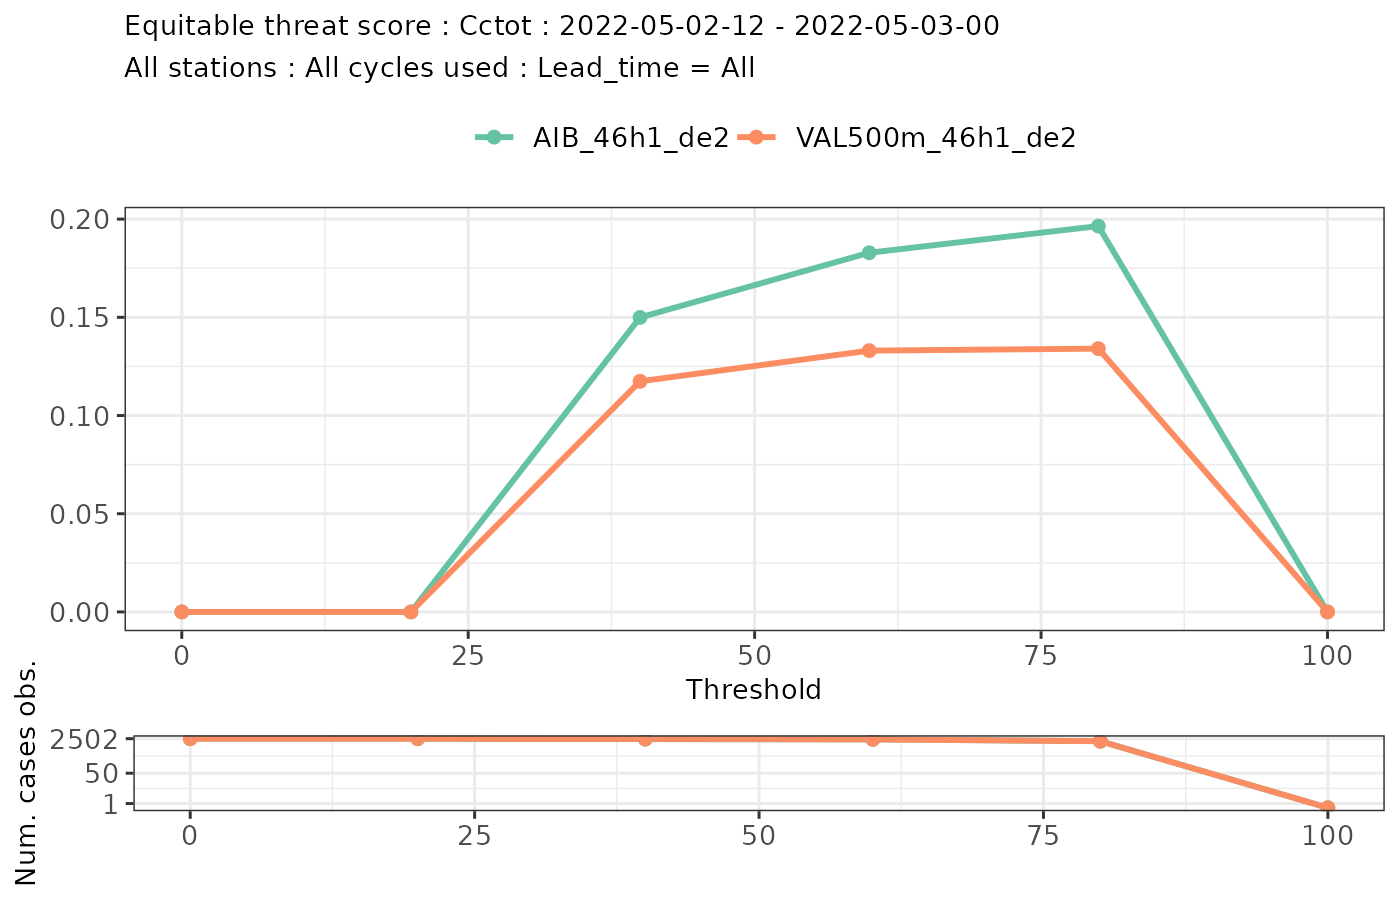 Equitable threat score : Cctot : 2022-05-02-12 - 2022-05-03-00
All stations : All cycles used : Lead_time = All
AIB_46h1_de2 VAL500m_46h1_de2
0.20
0.15
0.10
0.05
0.00
0 25 50 75 100
Threshold
Num. cases obs.
2502
50
1
0 25 50 75 100